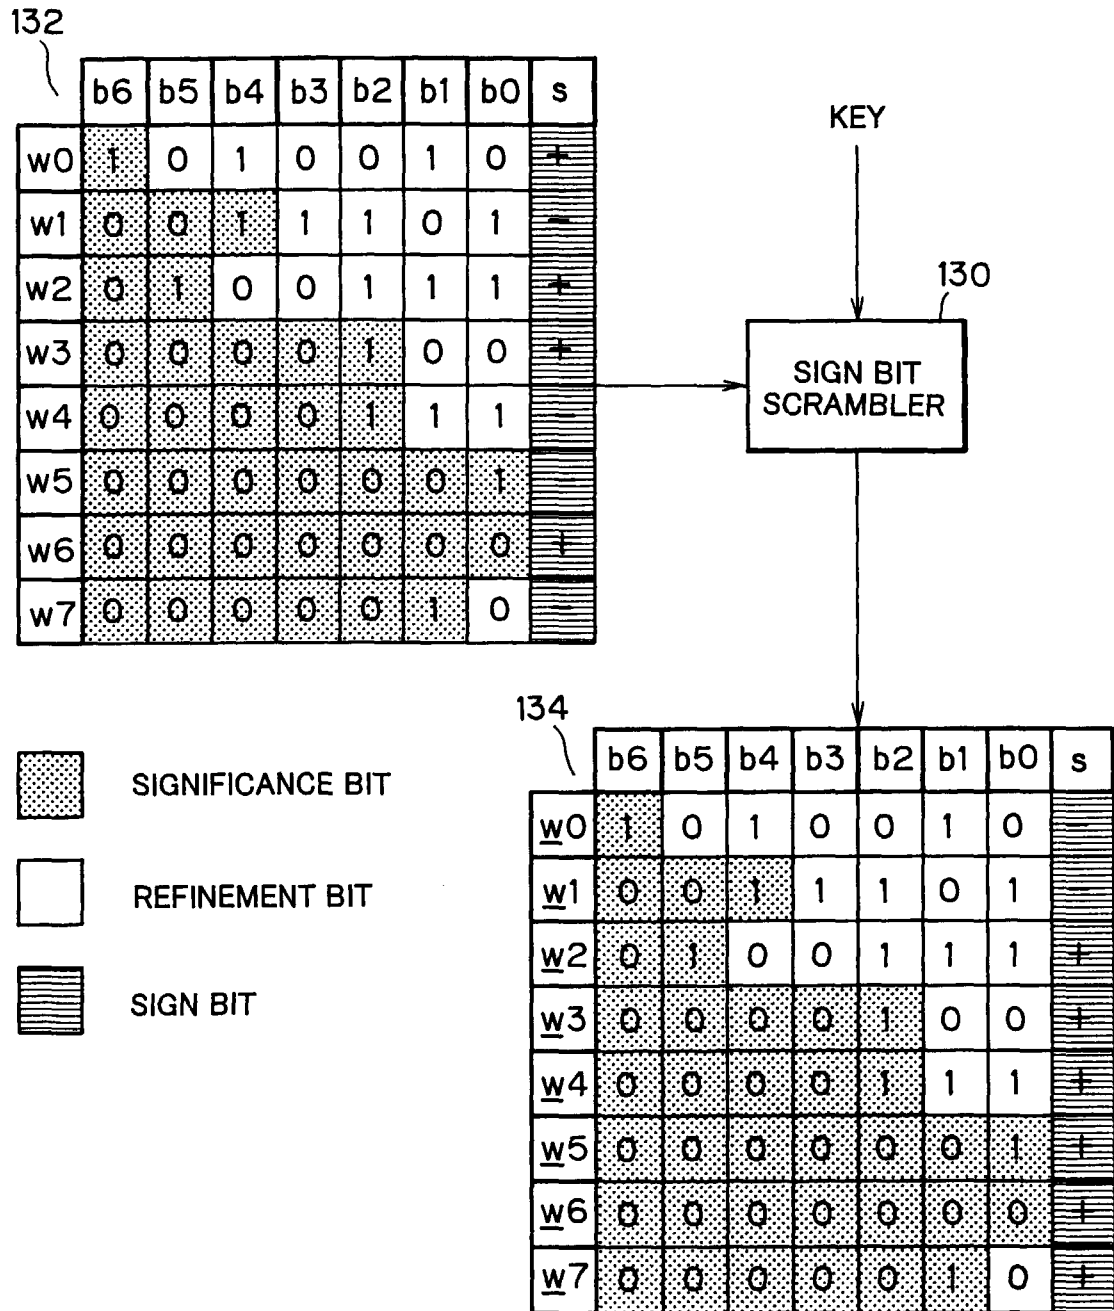 132
b6 b5 b4 b3 b2 b1 b0 s
w0 1 0 1 0 0 1 0 +
w1 0 0 1 1 1 0 1 -
w2 0 1 0 0 1 1 1 +
w3 0 0 0 0 1 0 0 +
w4 0 0 0 0 1 1 1 -
w5 0 0 0 0 0 0 1 -
w6 0 0 0 0 0 0 0 +
w7 0 0 0 0 0 1 0 -
KEY
130
SIGN BIT
SCRAMBLER
SIGNIFICANCE BIT
REFINEMENT BIT
SIGN BIT
134
b6 b5 b4 b3 b2 b1 b0 s
w0 1 0 1 0 0 1 0
w1 0 0 1 1 1 0 1
w2 0 1 0 0 1 1 1 +
w3 0 0 0 0 1 0 0 +
w4 0 0 0 0 1 1 1 +
w5 0 0 0 0 0 0 1 +
w6 0 0 0 0 0 0 0 +
w7 0 0 0 0 0 1 0 +